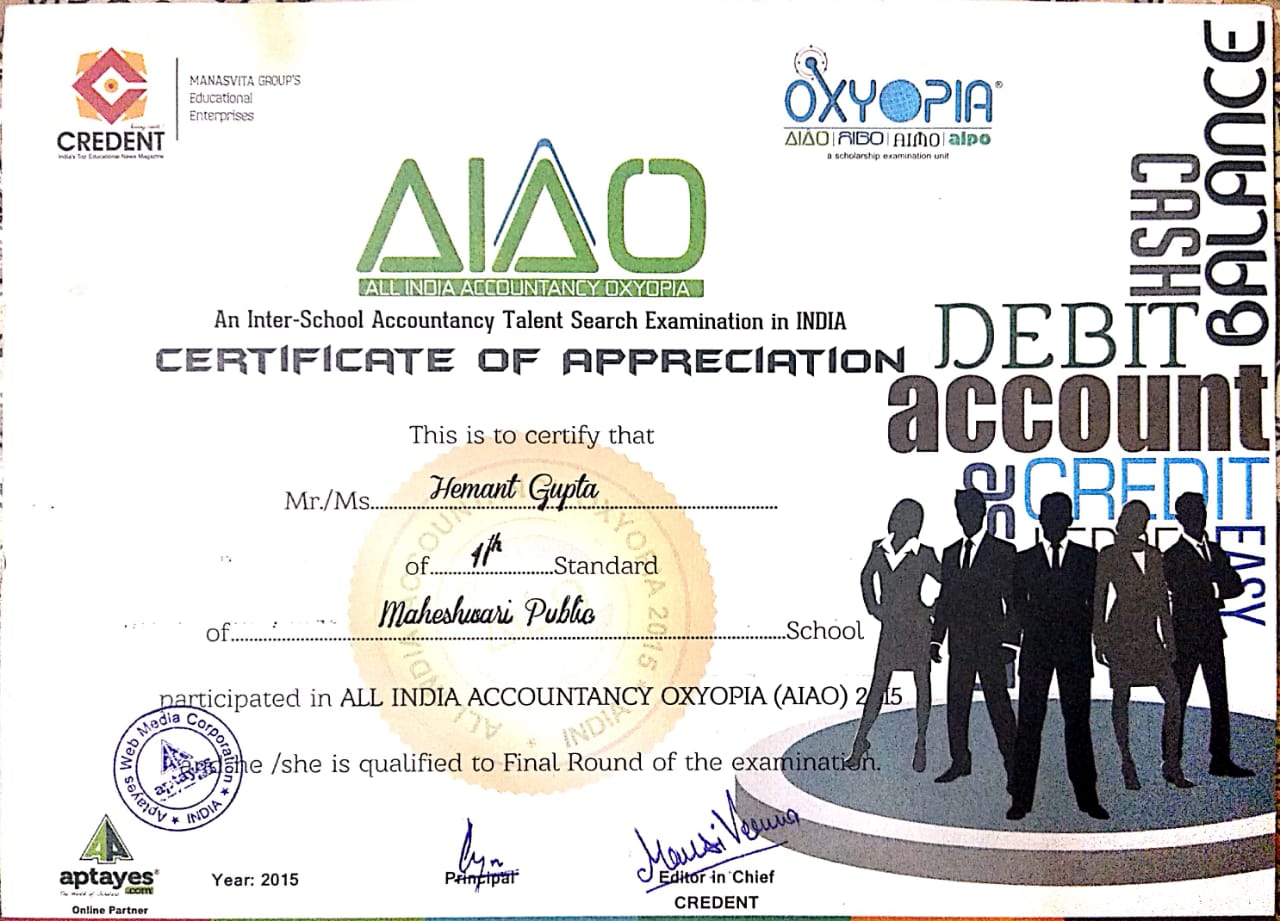 CREDENT
India's Top Educational News Magazine
MANASVITA GROUP'S
Educational
Enterprises
OXYOPIA®
AIAO | AIBO | AIMO | aipo
a scholarship examination unit
AIAO
ALL INDIA ACCOUNTANCY OXYOPIA
An Inter-School Accountancy Talent Search Examination in INDIA
CERTIFICATE OF APPRECIATION
This is to certify that
Mr./Ms. Hemant Gupta
of 11th Standard
of Maheshwari Public School
participated in ALL INDIA ACCOUNTANCY OXYOPIA (AIAO) 2015
and he /she is qualified to Final Round of the examination.
ALL INDIA ACCOUNTANCY OXYOPIA 2015 * INDIA *
Aptayes Web Media Corporation
★ INDIA ★
aptayes
aptayes®
.com
Online Partner
Year: 2015
Principal
Mansi Veenna
Editor in Chief
CREDENT
BALANCE
CASH
DEBIT
account
CREDIT
EASY